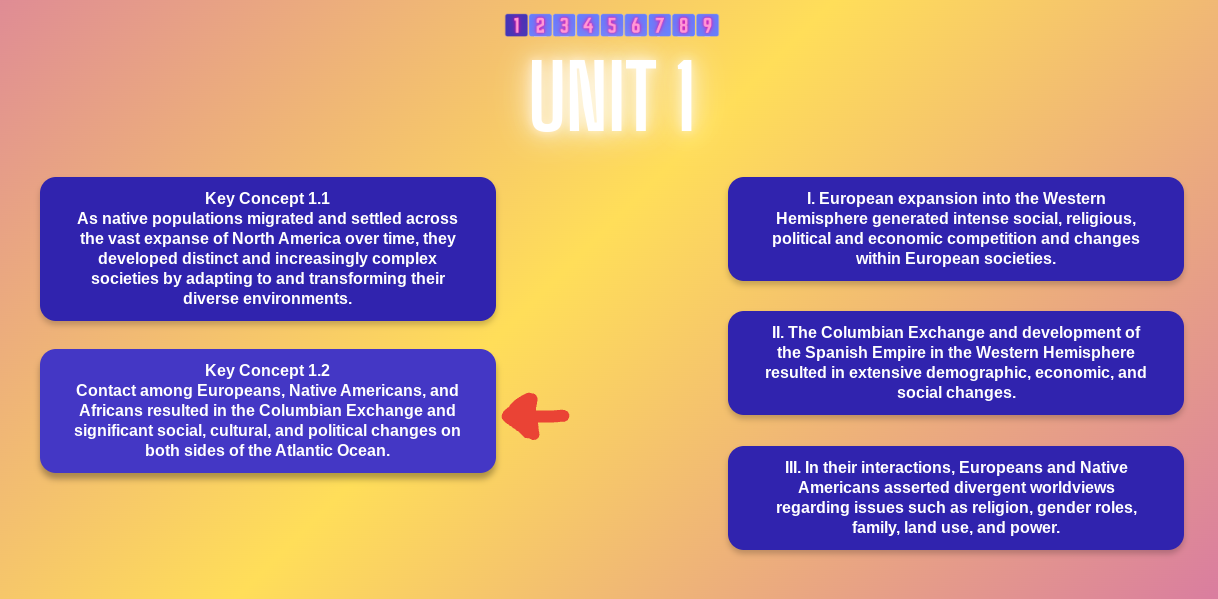 1 2 3 4 5 6 7 8 9
UNIT 1
Key Concept 1.1
As native populations migrated and settled across
the vast expanse of North America over time, they
developed distinct and increasingly complex
societies by adapting to and transforming their
diverse environments.
Key Concept 1.2
Contact among Europeans, Native Americans, and
Africans resulted in the Columbian Exchange and
significant social, cultural, and political changes on
both sides of the Atlantic Ocean.
I. European expansion into the Western
Hemisphere generated intense social, religious,
political and economic competition and changes
within European societies.
II. The Columbian Exchange and development of
the Spanish Empire in the Western Hemisphere
resulted in extensive demographic, economic, and
social changes.
III. In their interactions, Europeans and Native
Americans asserted divergent worldviews
regarding issues such as religion, gender roles,
family, land use, and power.